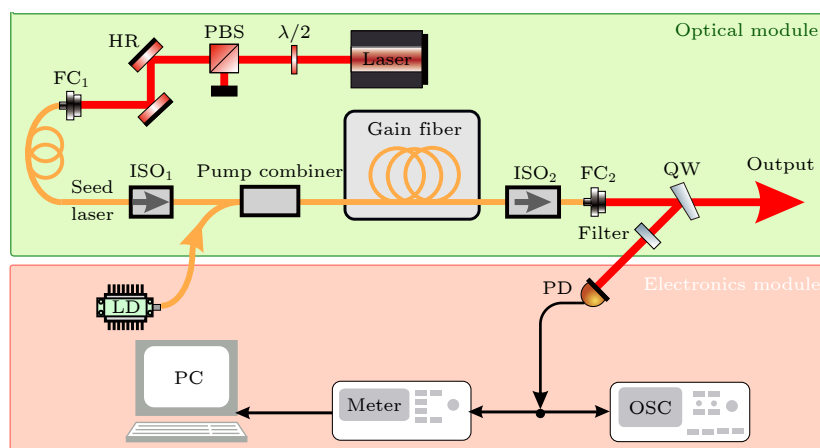 Optical module
HR
PBS
λ/2
Laser
FC₁
Gain fiber
Seed
laser
ISO₁
Pump combiner
ISO₂
FC₂
QW
Output
Filter
PD
Electronics module
LD
PC
Meter
OSC